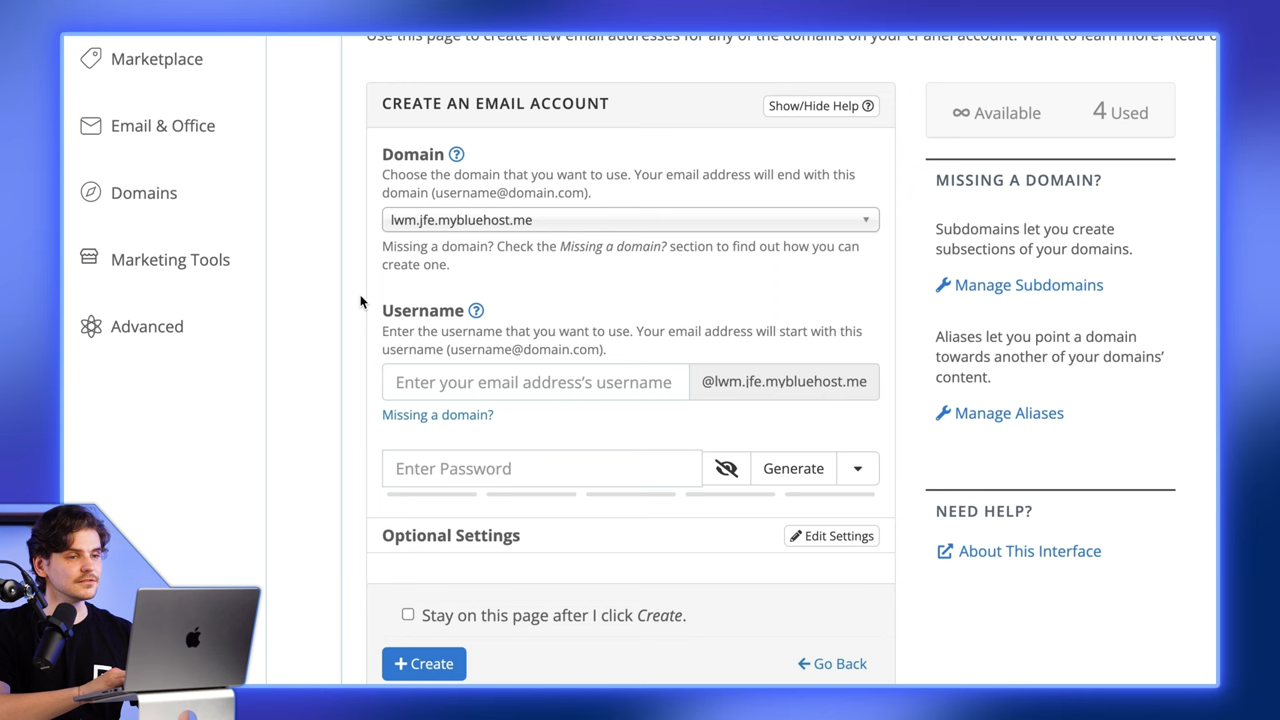 Use this page to create new email addresses for any of the domains on your cPanel account. Want to learn more? Read o
Marketplace
Email & Office
Domains
Marketing Tools
Advanced
CREATE AN EMAIL ACCOUNT
Show/Hide Help
Domain
Choose the domain that you want to use. Your email address will end with this
domain (username@domain.com).
lwm.jfe.mybluehost.me
Missing a domain? Check the Missing a domain? section to find out how you can
create one.
Username
Enter the username that you want to use. Your email address will start with this
username (username@domain.com).
Enter your email address's username
@lwm.jfe.mybluehost.me
Missing a domain?
Enter Password
Generate
Optional Settings
Edit Settings
Stay on this page after I click Create.
+ Create
Go Back
∞ Available
4 Used
MISSING A DOMAIN?
Subdomains let you create
subsections of your domains.
Manage Subdomains
Aliases let you point a domain
towards another of your domains’
content.
Manage Aliases
NEED HELP?
About This Interface